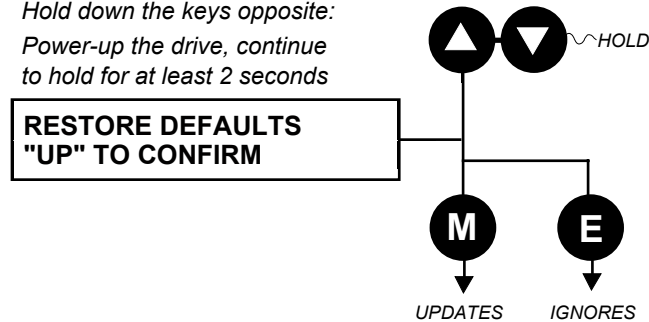 Hold down the keys opposite:
Power-up the drive, continue
to hold for at least 2 seconds
HOLD
RESTORE DEFAULTS
"UP" TO CONFIRM
M
E
UPDATES
IGNORES